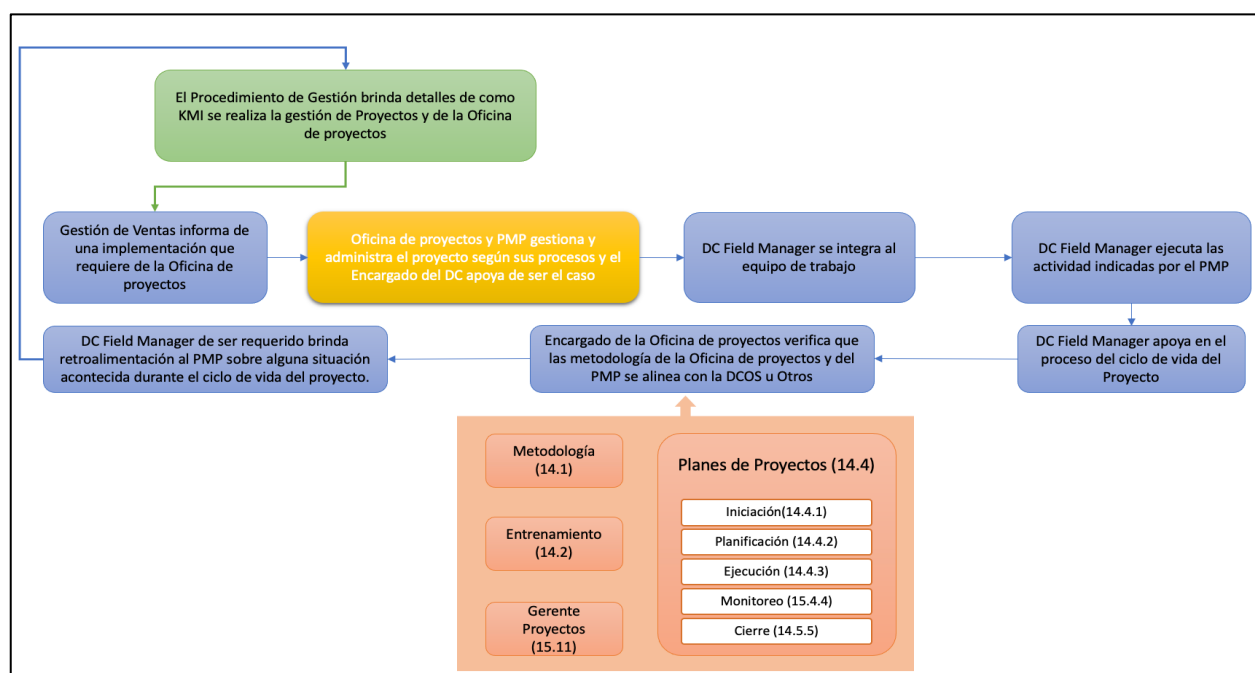 El Procedimiento de Gestión brinda detalles de como
KMI se realiza la gestión de Proyectos y de la Oficina
de proyectos
Gestión de Ventas informa de
una implementación que
requiere de la Oficina de
proyectos
Oficina de proyectos y PMP gestiona y
administra el proyecto según sus procesos y el
Encargado del DC apoya de ser el caso
DC Field Manager se integra al
equipo de trabajo
DC Field Manager ejecuta las
actividad indicadas por el PMP
DC Field Manager apoya en el
proceso del ciclo de vida del
Proyecto
Encargado de la Oficina de proyectos verifica que
las metodología de la Oficina de proyectos y del
PMP se alinea con la DCOS u Otros
DC Field Manager de ser requerido brinda
retroalimentación al PMP sobre alguna situación
acontecida durante el ciclo de vida del proyecto.
Metodología
(14.1)
Entrenamiento
(14.2)
Gerente
Proyectos
(15.11)
Planes de Proyectos (14.4)
Iniciación(14.4.1)
Planificación (14.4.2)
Ejecución (14.4.3)
Monitoreo (15.4.4)
Cierre (14.5.5)